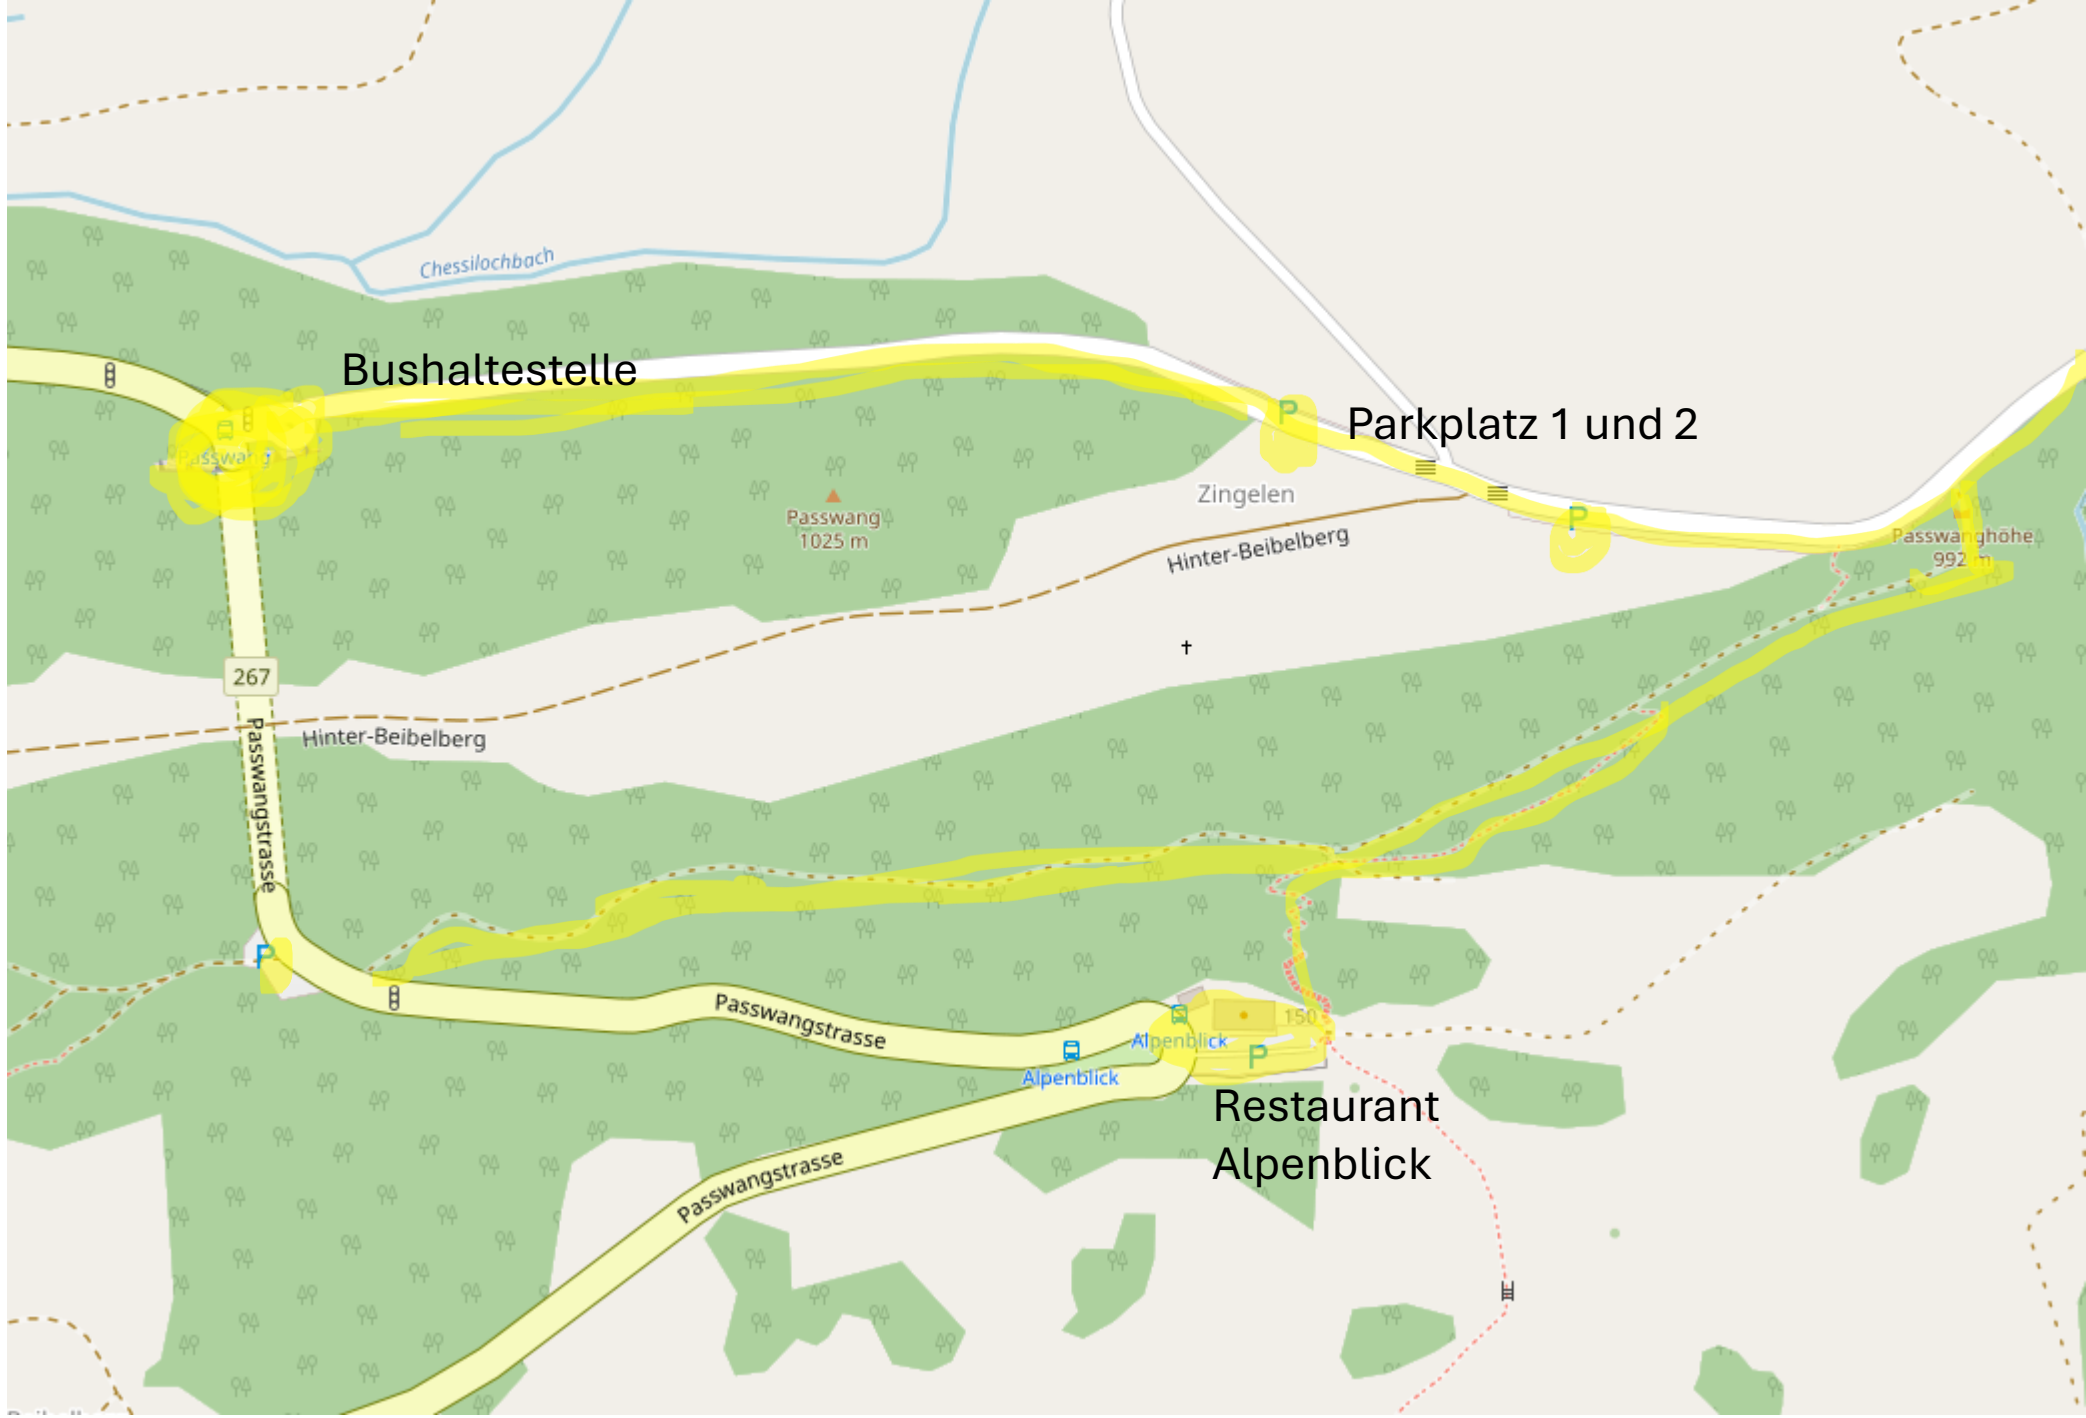 Chessilochbach
Bushaltestelle
P
Parkplatz 1 und 2
Passwang
Zingelen
P
Passwang
1025 m
Passwanghöhe
992 m
Hinter-Beibelberg
267
Hinter-Beibelberg
Passwangstrasse
P
Passwangstrasse
150
Alpenblick
P
Alpenblick
Restaurant
Alpenblick
Passwangstrasse